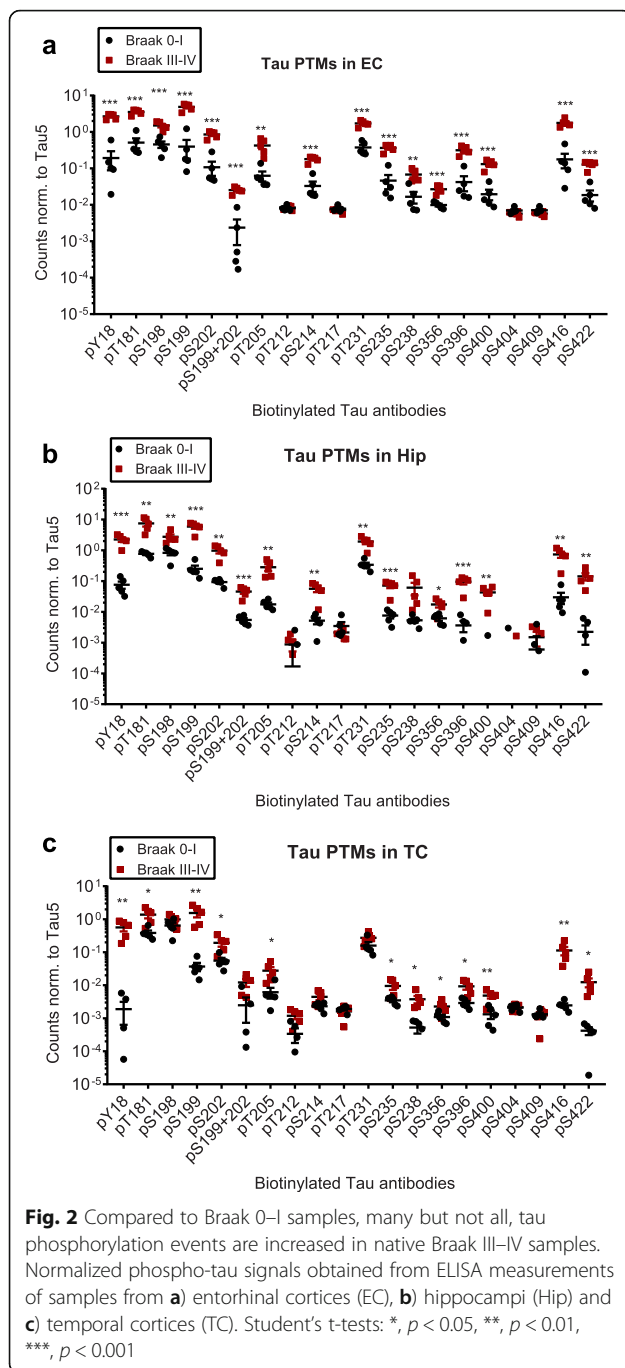 a
Braak 0-I
Braak III-IV
Tau PTMs in EC
*** *** *** *** *** *** ** *** *** *** ** *** *** *** *** ***
Counts norm. to Tau5
10^1
10^0
10^-1
10^-2
10^-3
10^-4
10^-5
pY18 pT181 pS198 pS199 pS202 pS199+202 pT205 pT212 pS214 pT217 pT231 pS235 pS238 pS356 pS396 pS400 pS404 pS409 pS416 pS422
Biotinylated Tau antibodies
b
Braak 0-I
Braak III-IV
Tau PTMs in Hip
*** ** ** *** ** *** ** ** ** *** * *** ** ** **
Counts norm. to Tau5
10^2
10^1
10^0
10^-1
10^-2
10^-3
10^-4
10^-5
pY18 pT181 pS198 pS199 pS202 pS199+202 pT205 pT212 pS214 pT217 pT231 pS235 pS238 pS356 pS396 pS400 pS404 pS409 pS416 pS422
Biotinylated Tau antibodies
c
Braak 0-I
Braak III-IV
Tau PTMs in TC
** * ** * * * * * * ** ** *
Counts norm. to Tau5
10^1
10^0
10^-1
10^-2
10^-3
10^-4
10^-5
pY18 pT181 pS198 pS199 pS202 pS199+202 pT205 pT212 pS214 pT217 pT231 pS235 pS238 pS356 pS396 pS400 pS404 pS409 pS416 pS422
Biotinylated Tau antibodies
Fig. 2 Compared to Braak 0–I samples, many but not all, tau
phosphorylation events are increased in native Braak III–IV samples.
Normalized phospho-tau signals obtained from ELISA measurements
of samples from a) entorhinal cortices (EC), b) hippocampi (Hip) and
c) temporal cortices (TC). Student's t-tests: *, p < 0.05, **, p < 0.01,
***, p < 0.001